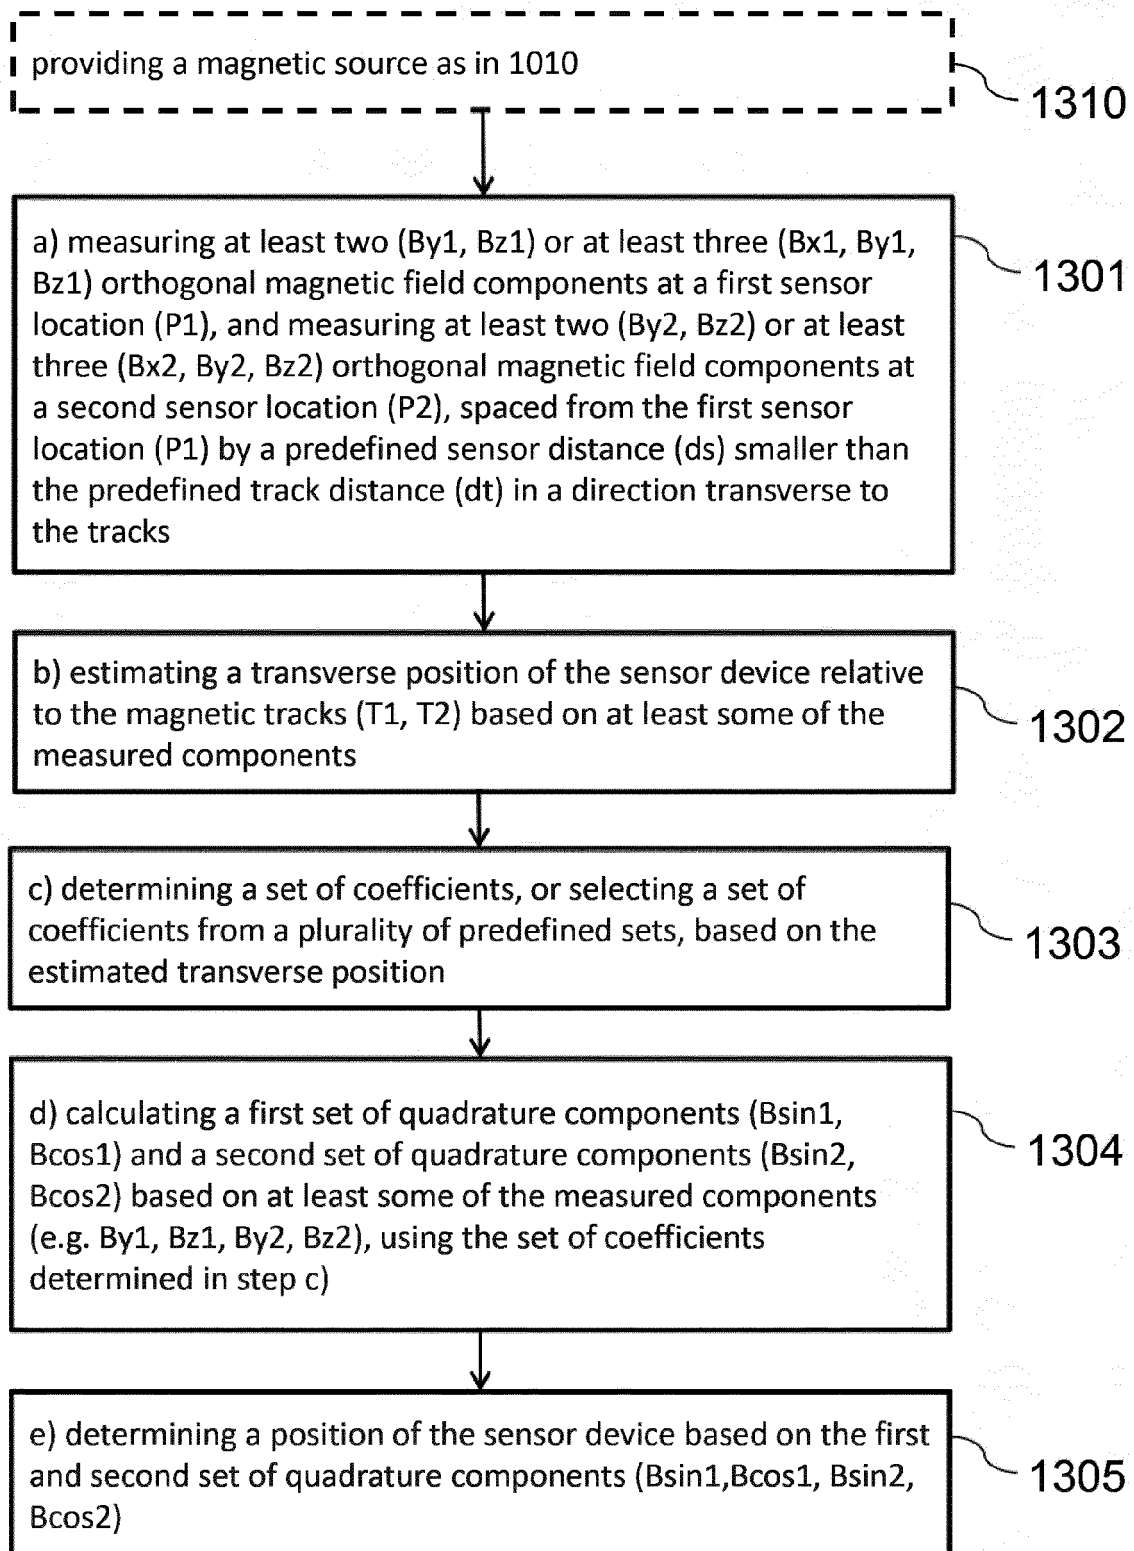 providing a magnetic source as in 1010
1310
a) measuring at least two (By1, Bz1) or at least three (Bx1, By1,
Bz1) orthogonal magnetic field components at a first sensor
location (P1), and measuring at least two (By2, Bz2) or at least
three (Bx2, By2, Bz2) orthogonal magnetic field components at
a second sensor location (P2), spaced from the first sensor
location (P1) by a predefined sensor distance (ds) smaller than
the predefined track distance (dt) in a direction transverse to
the tracks
1301
b) estimating a transverse position of the sensor device relative
to the magnetic tracks (T1, T2) based on at least some of the
measured components
1302
c) determining a set of coefficients, or selecting a set of
coefficients from a plurality of predefined sets, based on the
estimated transverse position
1303
d) calculating a first set of quadrature components (Bsin1,
Bcos1) and a second set of quadrature components (Bsin2,
Bcos2) based on at least some of the measured components
(e.g. By1, Bz1, By2, Bz2), using the set of coefficients
determined in step c)
1304
e) determining a position of the sensor device based on the first
and second set of quadrature components (Bsin1,Bcos1, Bsin2,
Bcos2)
1305